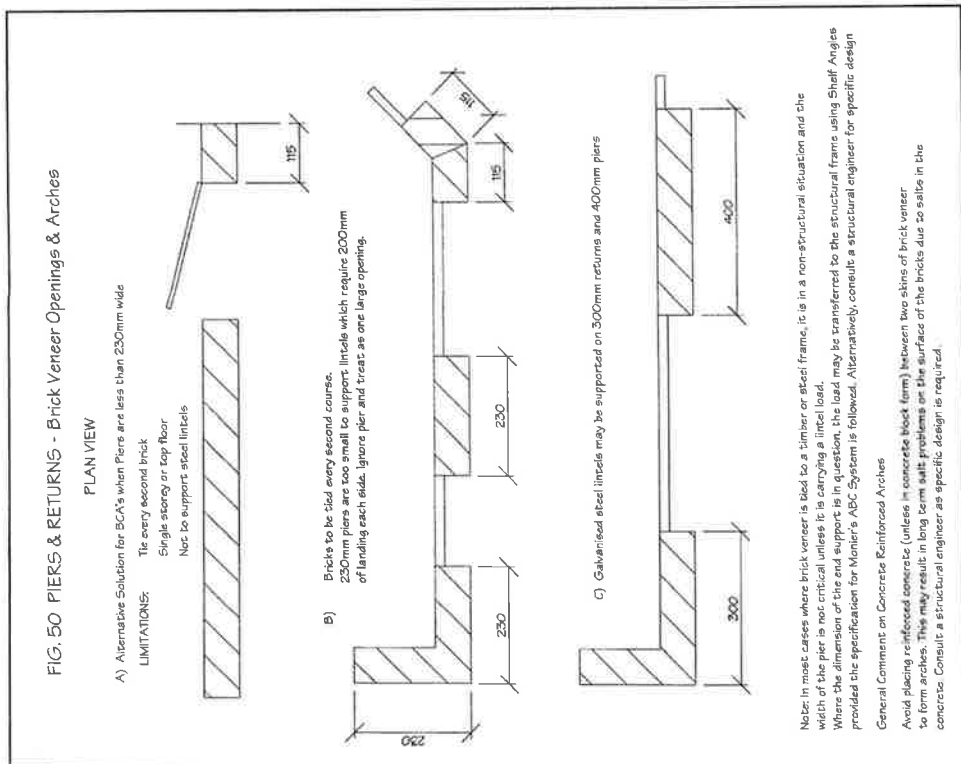 FIG. 50 PIERS & RETURNS - Brick Veneer Openings & Arches
PLAN VIEW
A) Alternative Solution for BCA's when Piers are less than 230mm wide
LIMITATIONS:
Tie every second brick
Single storey or top floor
Not to support steel lintels
115
B)
Bricks to be tied every second course.
230mm piers are too small to support lintels which require 200mm
of landing each side. Ignore pier and treat as one large opening.
230
230
230
115
115
C) Galvanised steel lintels may be supported on 300mm returns and 400mm piers
300
400
Note: In most cases where brick veneer is tied to a timber or steel frame, it is in a non-structural situation and the
width of the pier is not critical unless it is carrying a lintel load.
Where the dimension of the end support is in question, the load may be transferred to the structural frame using Shelf Angles
provided the specification for Monier's ABC System is followed. Alternatively, consult a structural engineer for specific design
General Comment on Concrete Reinforced Arches
Avoid placing reinforced concrete (unless in concrete block form) between two skins of brick veneer
to form arches. This may result in long term salt problems on the surface of the bricks due to salts in the
concrete. Consult a structural engineer as specific design is required.